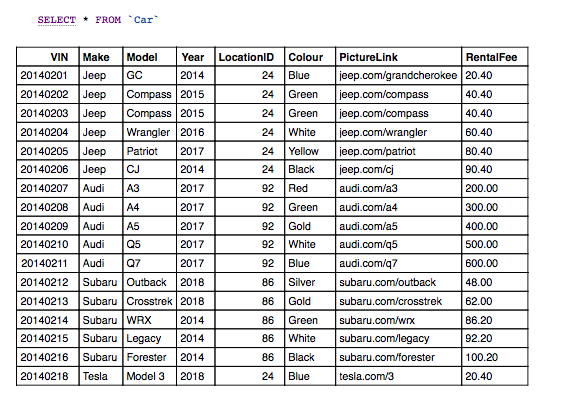 SELECT * FROM `Car`
VIN Make Model Year LocationID Colour PictureLink RentalFee
20140201 Jeep GC 2014 24 Blue jeep.com/grandcherokee 20.40
20140202 Jeep Compass 2015 24 Green jeep.com/compass 40.40
20140203 Jeep Compass 2015 24 Green jeep.com/compass 40.40
20140204 Jeep Wrangler 2016 24 White jeep.com/wrangler 60.40
20140205 Jeep Patriot 2017 24 Yellow jeep.com/patriot 80.40
20140206 Jeep CJ 2014 24 Black jeep.com/cj 90.40
20140207 Audi A3 2017 92 Red audi.com/a3 200.00
20140208 Audi A4 2017 92 Green audi.com/a4 300.00
20140209 Audi A5 2017 92 Gold audi.com/a5 400.00
20140210 Audi Q5 2017 92 White audi.com/q5 500.00
20140211 Audi Q7 2017 92 Blue audi.com/q7 600.00
20140212 Subaru Outback 2018 86 Silver subaru.com/outback 48.00
20140213 Subaru Crosstrek 2018 86 Gold subaru.com/crosstrek 62.00
20140214 Subaru WRX 2014 86 Green subaru.com/wrx 86.20
20140215 Subaru Legacy 2014 86 White subaru.com/legacy 92.20
20140216 Subaru Forester 2014 86 Black subaru.com/forester 100.20
20140218 Tesla Model 3 2018 24 Blue tesla.com/3 20.40